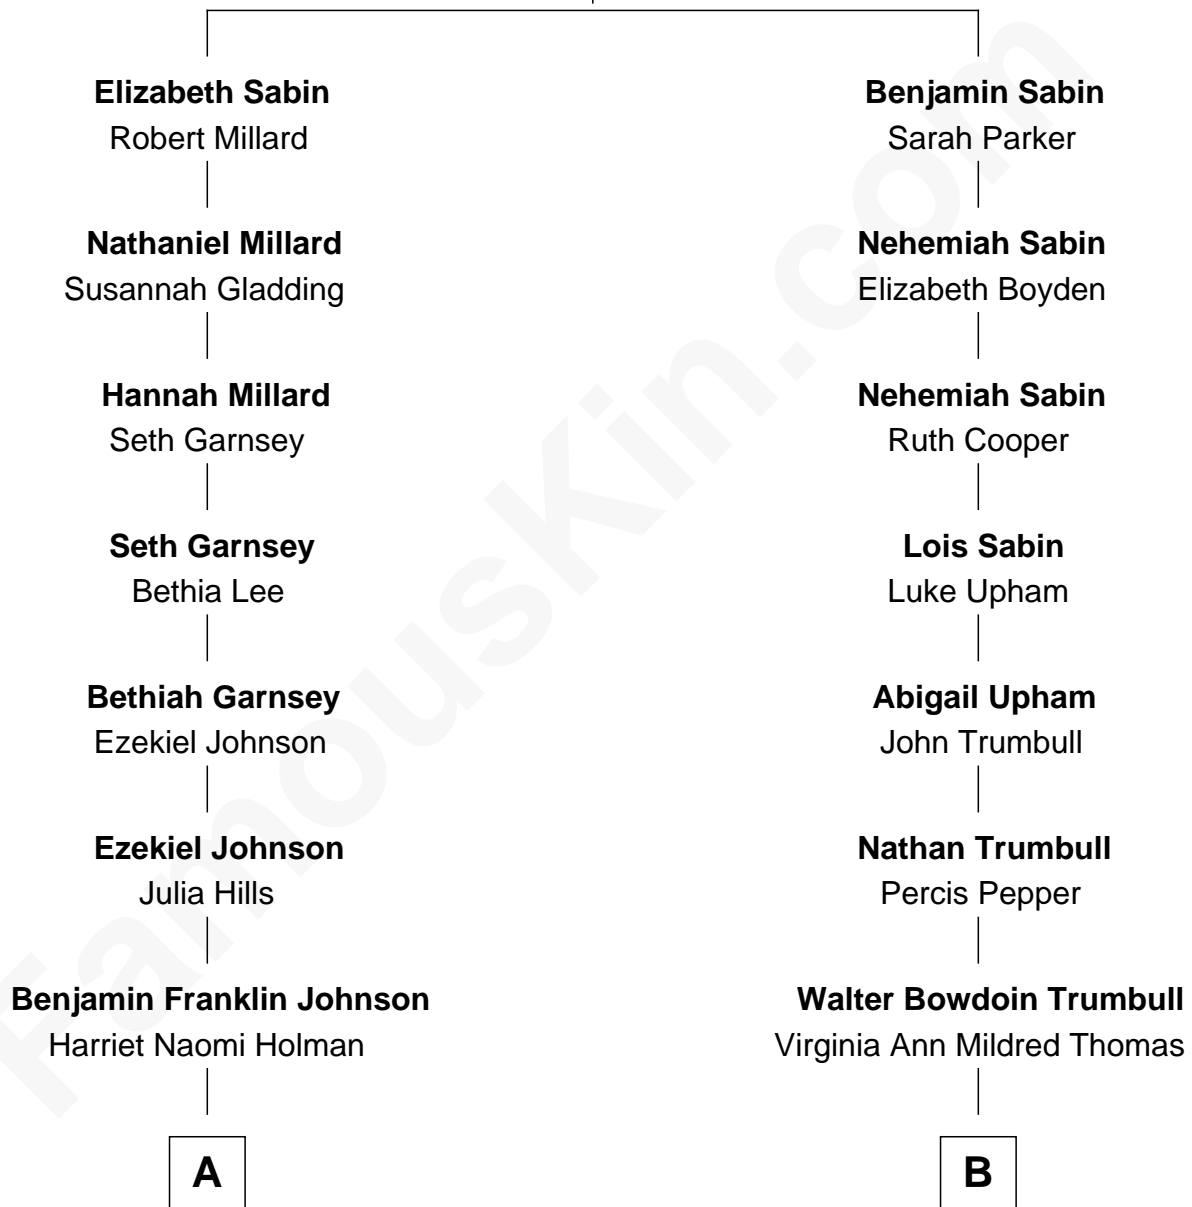 Elizabeth Sabin
Robert Millard
Nathaniel Millard
Susannah Gladding
Hannah Millard
Seth Garnsey
Seth Garnsey
Bethia Lee
Bethiah Garnsey
Ezekiel Johnson
Ezekiel Johnson
Julia Hills
Benjamin Franklin Johnson
Harriet Naomi Holman
A
Benjamin Sabin
Sarah Parker
Nehemiah Sabin
Elizabeth Boyden
Nehemiah Sabin
Ruth Cooper
Lois Sabin
Luke Upham
Abigail Upham
John Trumbull
Nathan Trumbull
Percis Pepper
Walter Bowdoin Trumbull
Virginia Ann Mildred Thomas
B
FamousKin.com